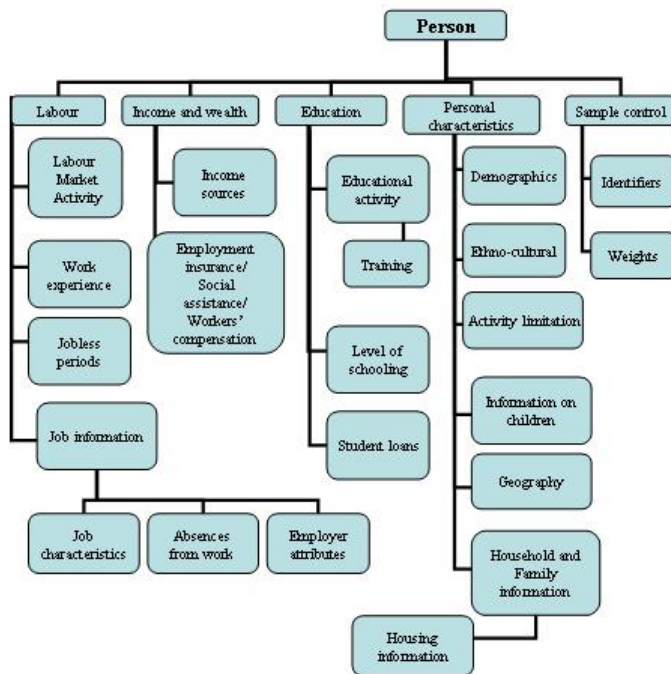 Person
Labour
Income and wealth
Education
Personal
characteristics
Sample control
Labour
Market
Activity
Work
experience
Jobless
periods
Job information
Job
characteristics
Absences
from work
Employer
attributes
Income
sources
Employment
insurance/
Social
assistance/
Workers'
compensation
Educational
activity
Training
Level of
schooling
Student loans
Demographics
Ethno-cultural
Activity limitation
Information on
children
Geography
Household and
Family
information
Housing
information
Identifiers
Weights